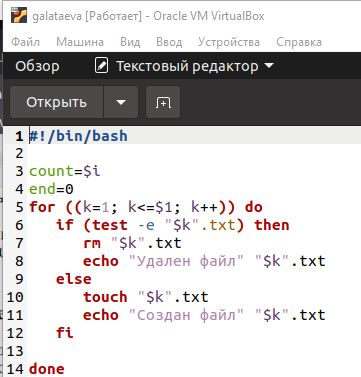 galataeva [Работает] - Oracle VM VirtualBox
Файл Машина Вид Ввод Устройства Справка
Обзор Текстовый редактор
Открыть
1 #!/bin/bash
2
3 count=$i
4 end=0
5 for ((k=1; k<=$1; k++)) do
6 if (test -e "$k".txt) then
7 rm "$k".txt
8 echo "Удален файл" "$k".txt
9 else
10 touch "$k".txt
11 echo "Создан файл" "$k".txt
12 fi
13
14 done